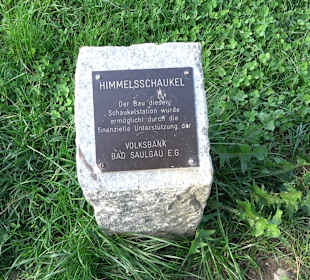 HIMMELSSCHAUKEL
Der Bau dieser
Schaukelstation wurde
ermöglicht durch die
finanzielle Unterstützung der
VOLKSBANK
BAD SAULGAU E.G.